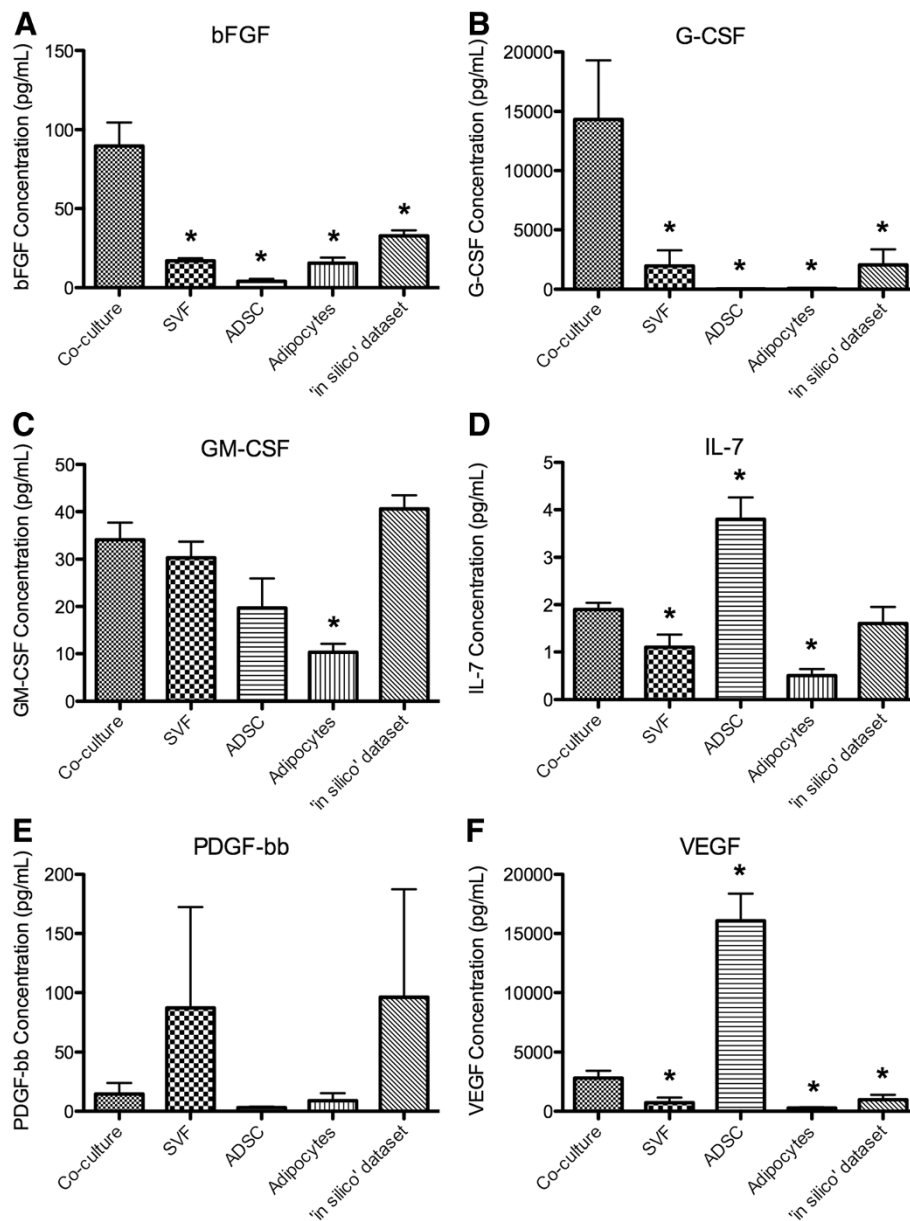 A
bFGF
bFGF Concentration (pg/mL)
150
100
50
0
*
*
*
*
Co-culture
SVF
ADSC
Adipocytes
'in silico' dataset
B
G-CSF
G-CSF Concentration (pg/mL)
20000
15000
10000
5000
0
*
*
*
*
Co-culture
SVF
ADSC
Adipocytes
'in silico' dataset
C
GM-CSF
GM-CSF Concentration (pg/mL)
50
40
30
20
10
0
*
Co-culture
SVF
ADSC
Adipocytes
'in silico' dataset
D
IL-7
IL-7 Concentration (pg/mL)
5
4
3
2
1
0
*
*
*
Co-culture
SVF
ADSC
Adipocytes
'in silico' dataset
E
PDGF-bb
PDGF-bb Concentration (pg/mL)
200
150
100
50
0
Co-culture
SVF
ADSC
Adipocytes
'in silico' dataset
F
VEGF
VEGF Concentration (pg/mL)
20000
15000
10000
5000
0
*
*
*
*
Co-culture
SVF
ADSC
Adipocytes
'in silico' dataset